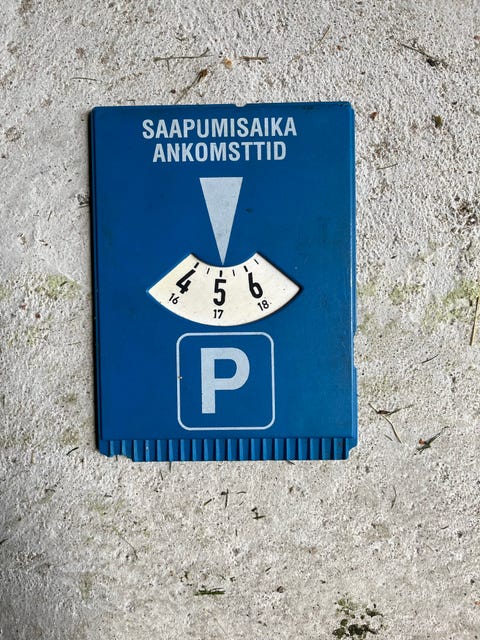 SAAPUMISAIKA
ANKOMSTTID
4 5 6
16 17 18
P